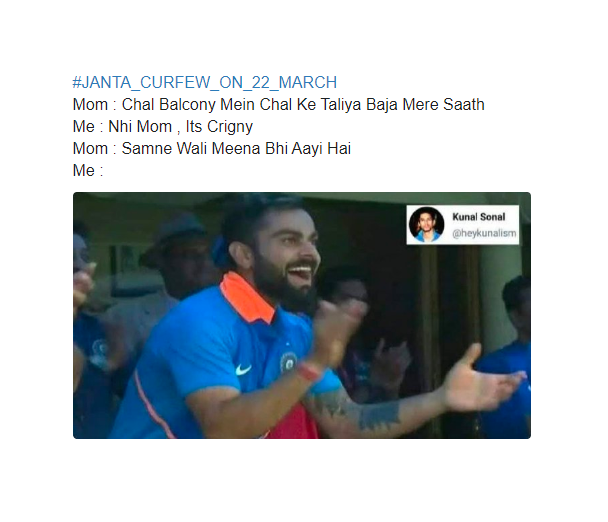 #JANTA_CURFEW_ON_22_MARCH
Mom : Chal Balcony Mein Chal Ke Taliya Baja Mere Saath
Me : Nhi Mom , Its Crigny
Mom : Samne Wali Meena Bhi Aayi Hai
Me :
Kunal Sonal
@heykunalism